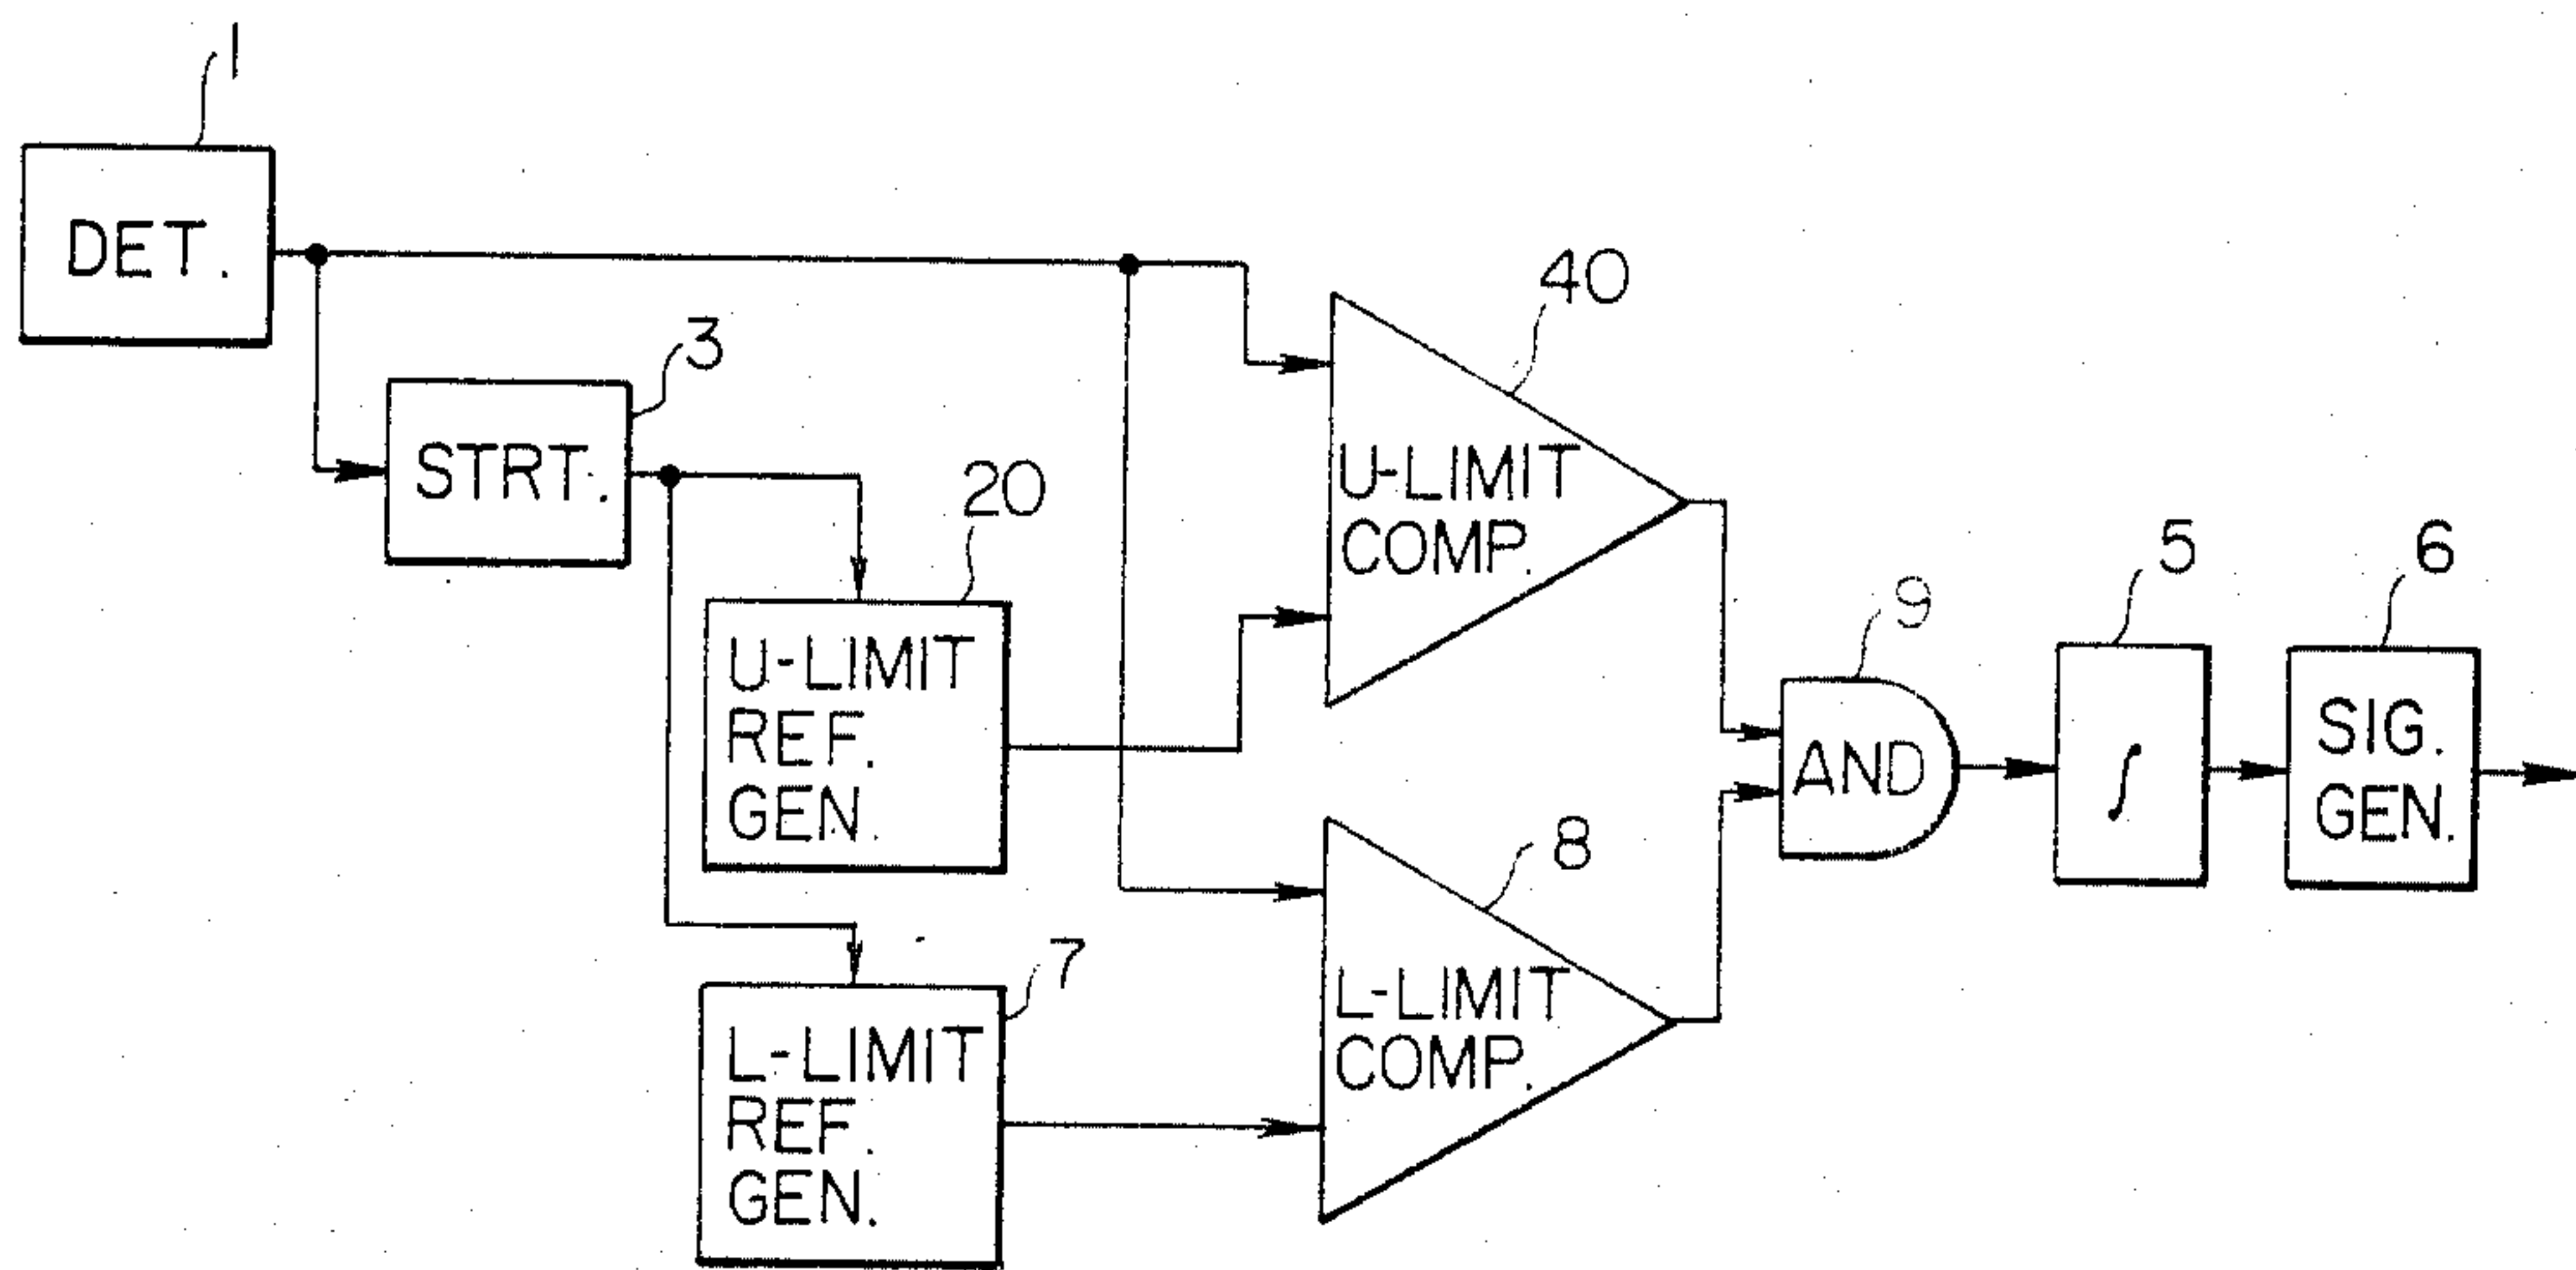 1
DET.
3
STRT.
40
U-LIMIT
COMP.
20
U-LIMIT
REF.
GEN.
5
6
9
AND
∫
SIG.
GEN.
8
L-LIMIT
COMP.
7
L-LIMIT
REF.
GEN.